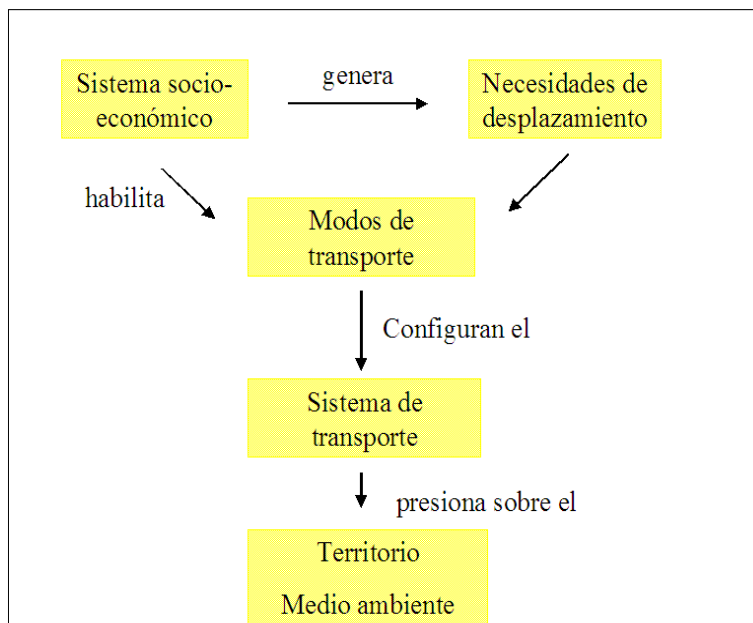 Sistema socio-
económico
genera
Necesidades de
desplazamiento
habilita
Modos de
transporte
Configuran el
Sistema de
transporte
presiona sobre el
Territorio
Medio ambiente